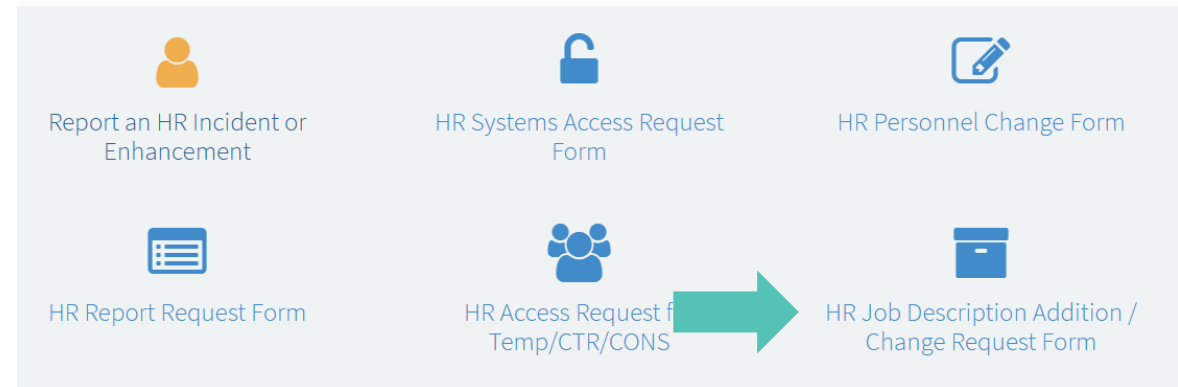 Report an HR Incident or
Enhancement
HR Systems Access Request
Form
HR Personnel Change Form
HR Report Request Form
HR Access Request
Temp/CTR/CONS
HR Job Description Addition /
Change Request Form